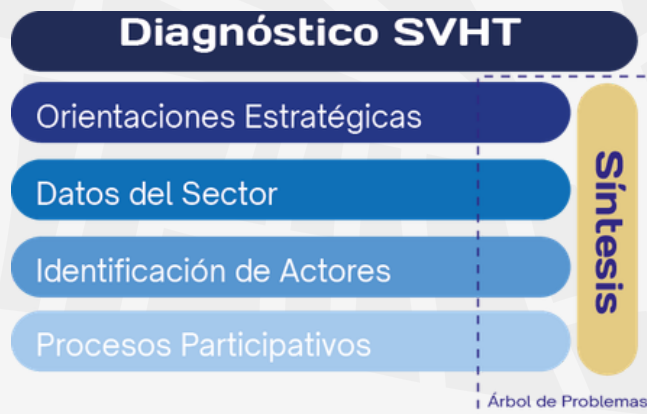 Diagnóstico SVHT
Orientaciones Estratégicas
Datos del Sector
Identificación de Actores
Procesos Participativos
Síntesis
Árbol de Problemas